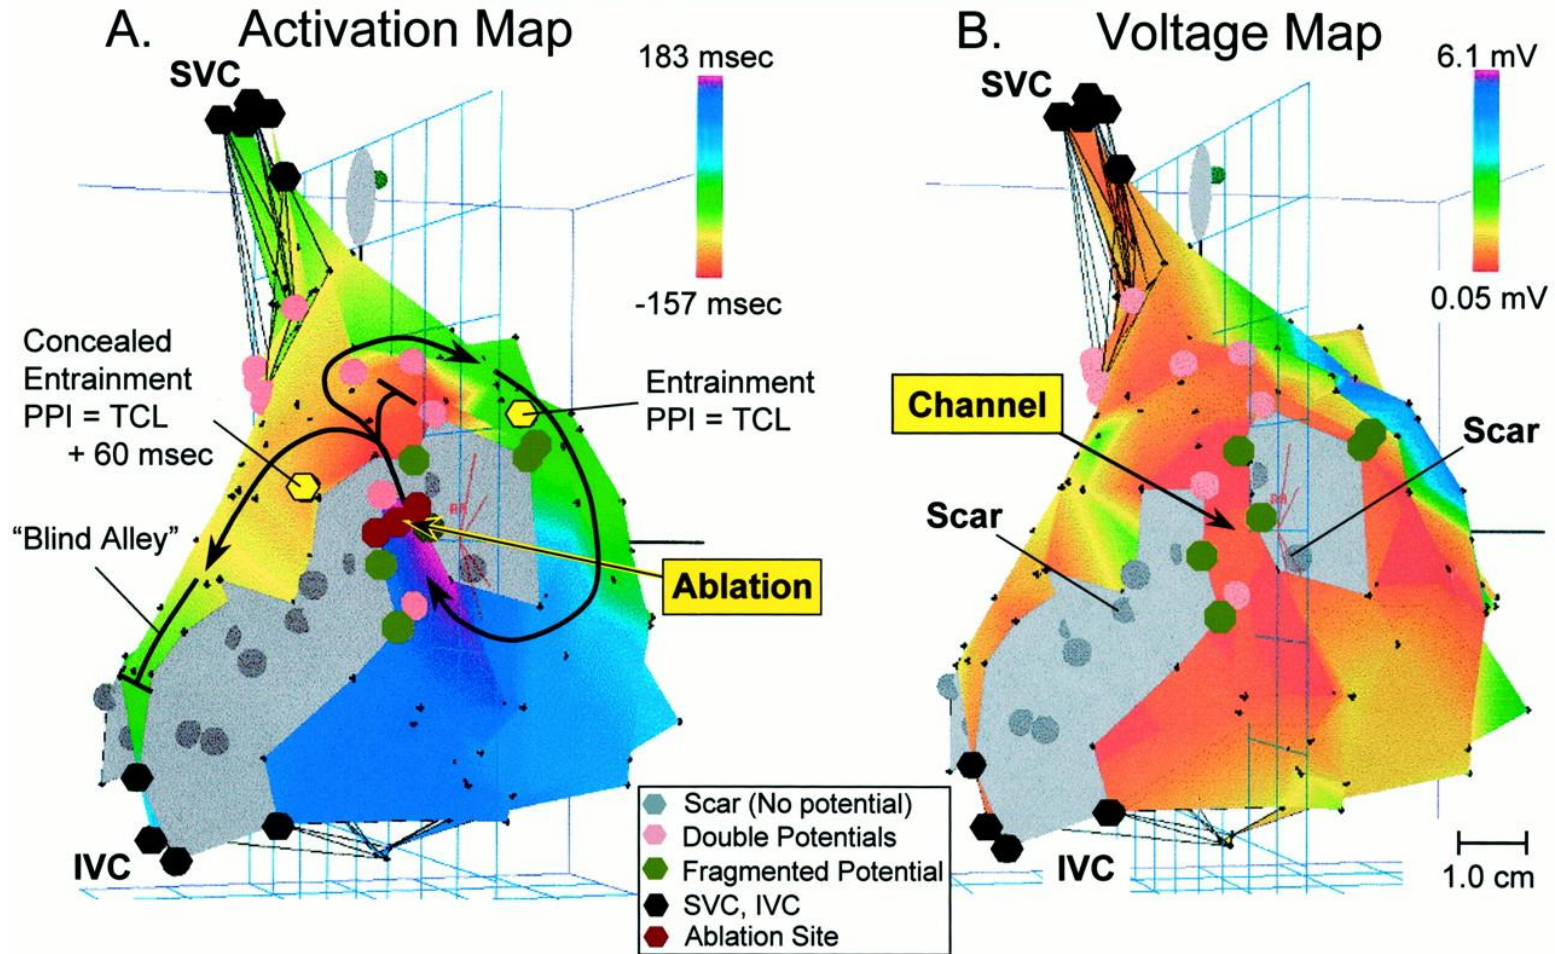 A. Activation Map
SVC
183 msec
-157 msec
Concealed
Entrainment
PPI = TCL
+ 60 msec
"Blind Alley"
Entrainment
PPI = TCL
RA
Ablation
IVC
B. Voltage Map
SVC
6.1 mV
0.05 mV
Channel
Scar
Scar
RA
IVC
1.0 cm
Scar (No potential)
Double Potentials
Fragmented Potential
SVC, IVC
Ablation Site